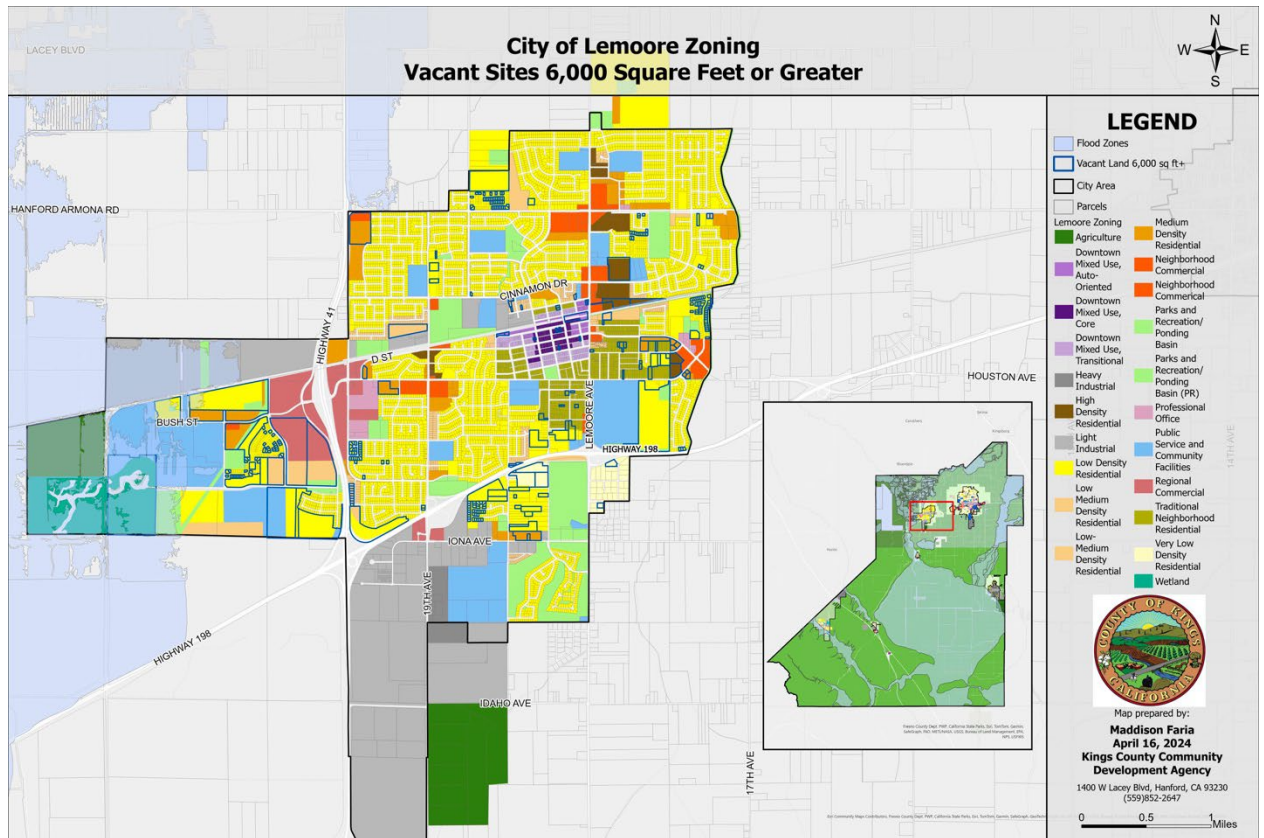 City of Lemoore Zoning
Vacant Sites 6,000 Square Feet or Greater
N
W
E
S
LACEY BLVD
HANFORD ARMONA RD
CINNAMON DR
HIGHWAY 41
D ST
BUSH ST
LEMOORE AVE
HOUSTON AVE
HIGHWAY 198
IONA AVE
19TH AVE
HIGHWAY 198
IDAHO AVE
17TH AVE
14TH AVE
LEGEND
Flood Zones
Vacant Land 6,000 sq ft+
City Area
Parcels
Lemoore Zoning
Agriculture
Downtown
Mixed Use,
Auto-
Oriented
Downtown
Mixed Use,
Core
Downtown
Mixed Use,
Transitional
Heavy
Industrial
High
Density
Residential
Light
Industrial
Low Density
Residential
Low
Medium
Density
Residential
Low-
Medium
Density
Residential
Medium
Density
Residential
Neighborhood
Commercial
Neighborhood
Commerical
Parks and
Recreation/
Ponding
Basin
Parks and
Recreation/
Ponding
Basin (PR)
Professional
Office
Public
Service and
Community
Facilities
Regional
Commercial
Traditional
Neighborhood
Residential
Very Low
Density
Residential
Wetland
COUNTY OF KINGS
CALIFORNIA
Map prepared by:
Maddison Faria
April 16, 2024
Kings County Community
Development Agency
1400 W Lacey Blvd, Hanford, CA 93230
(559)852-2647
0 0.5 1
Miles